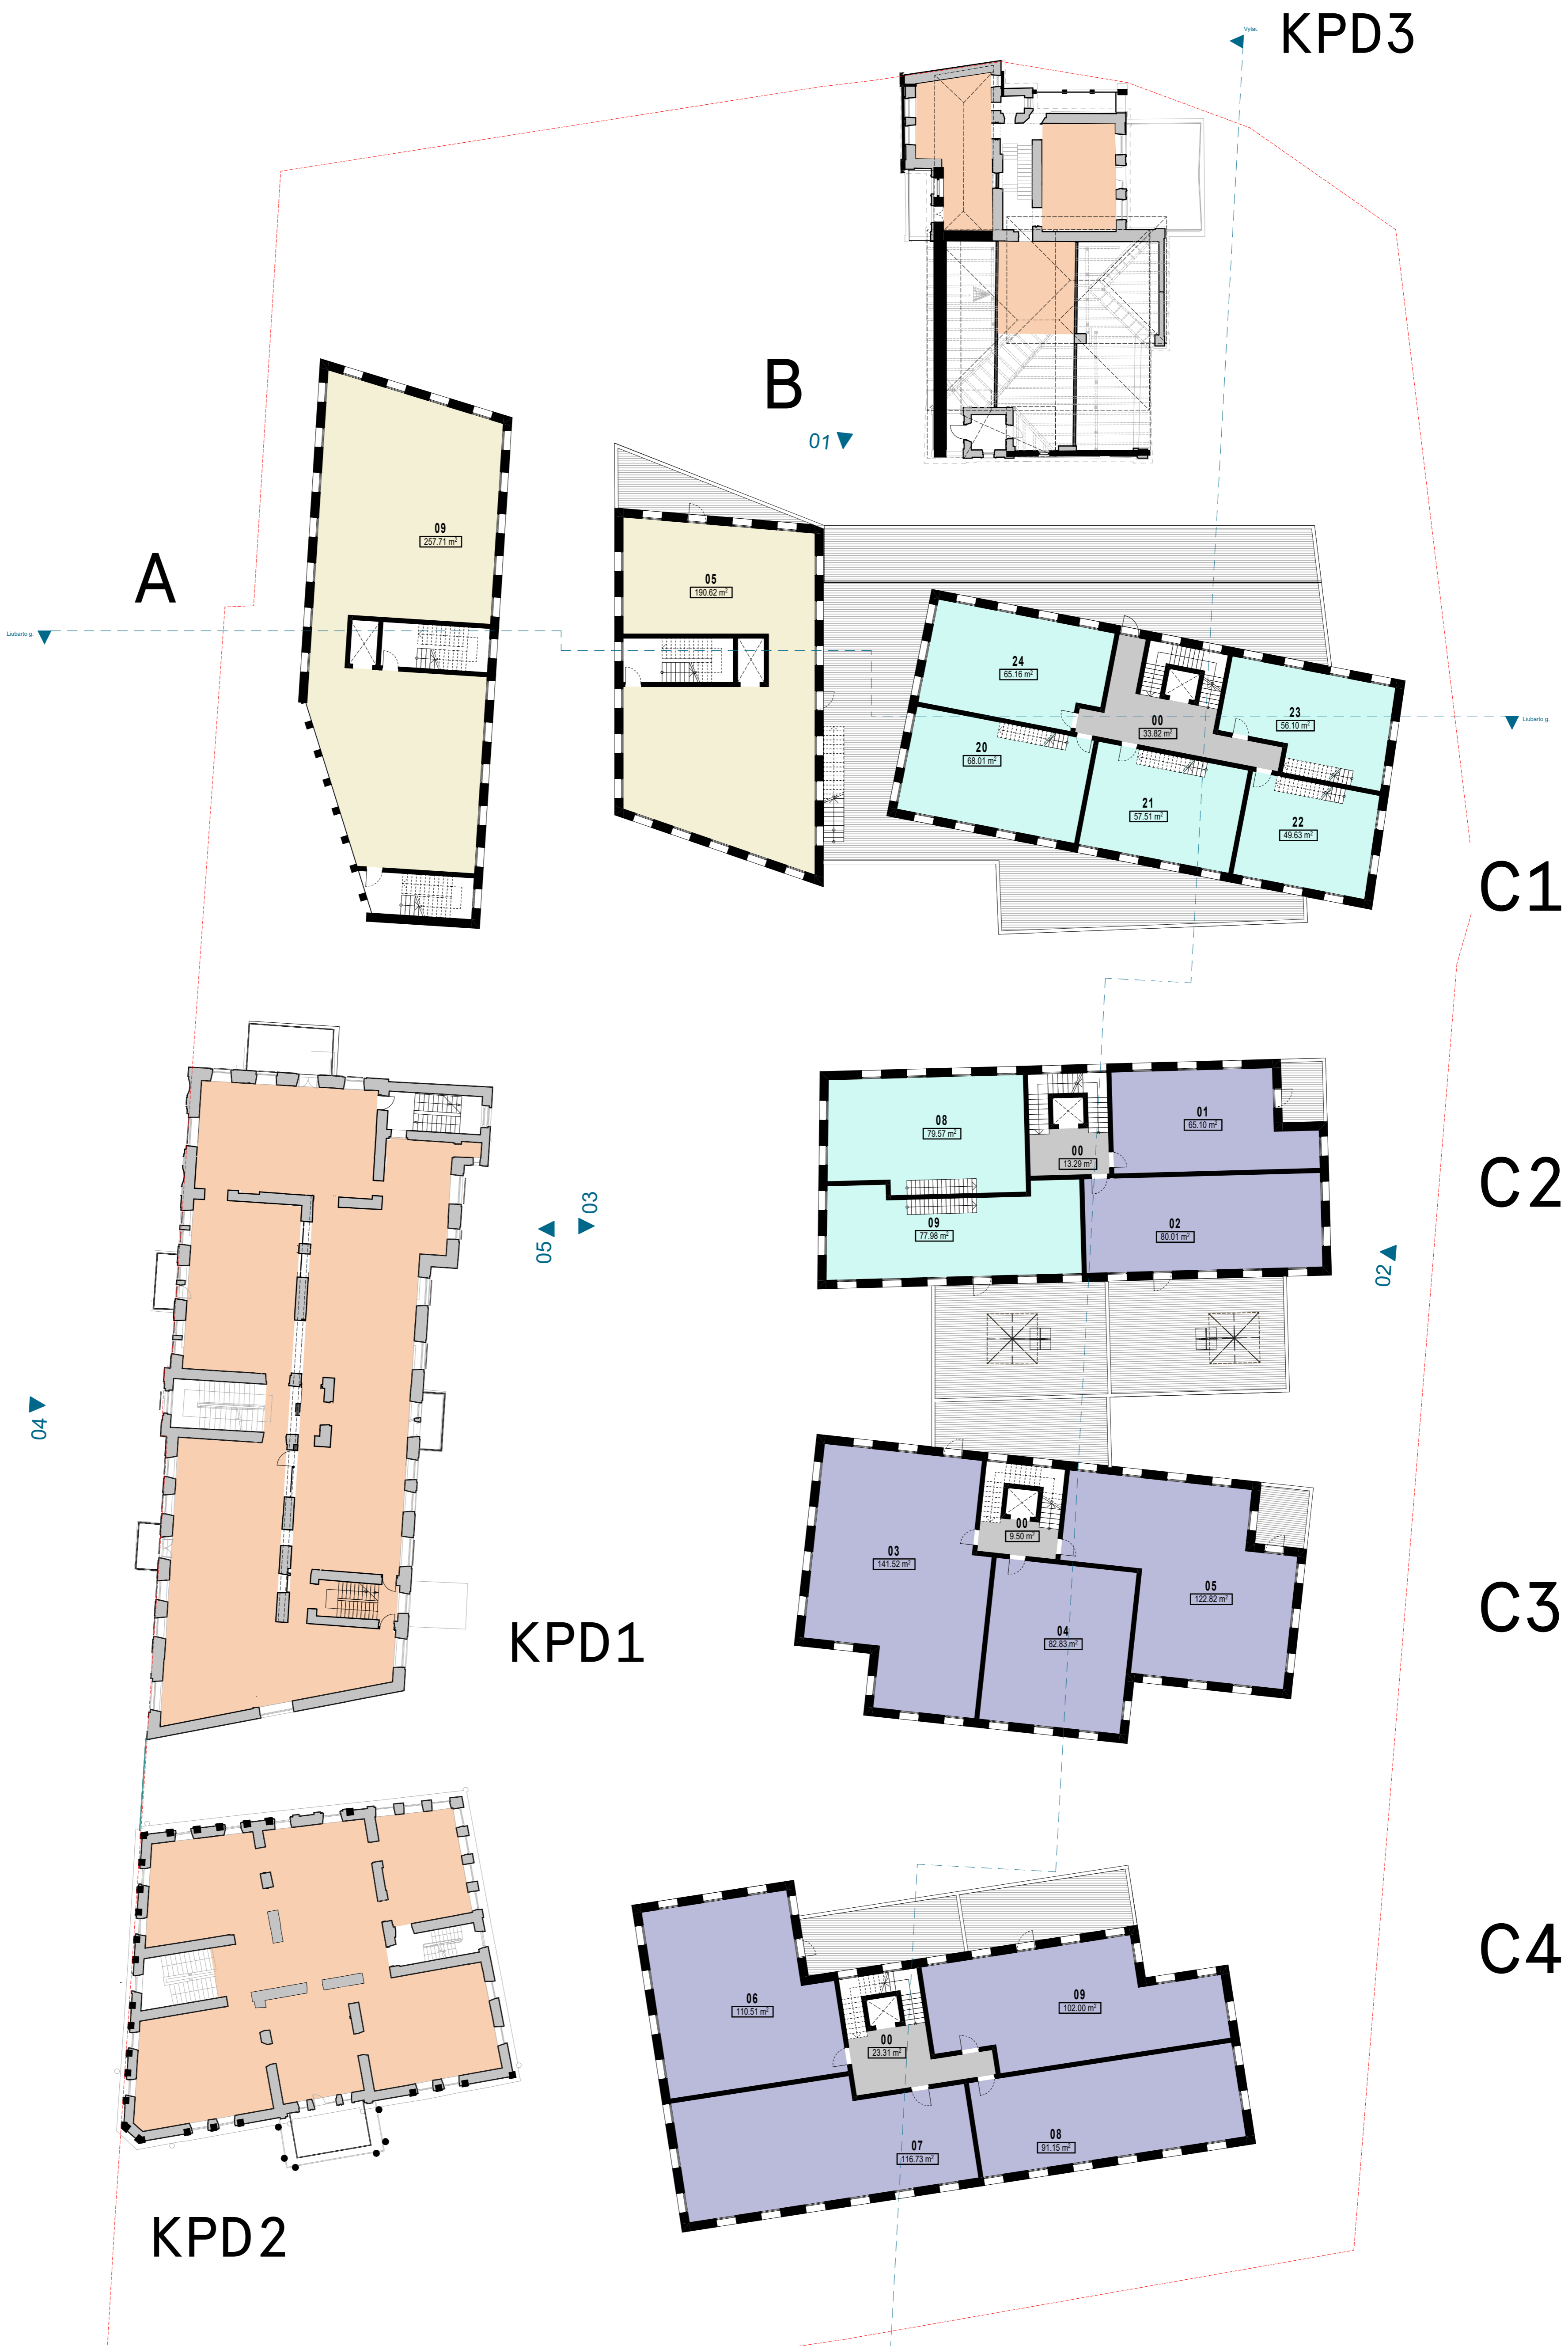 Vytau.
KPD3
B
01
09
257.71 m²
A
05
190.62 m²
Liubarto g.
24
65.16 m²
23
56.10 m²
00
33.82 m²
Liubarto g.
20
68.01 m²
21
57.51 m²
22
49.63 m²
C1
08
79.57 m²
01
65.10 m²
00
13.29 m²
C2
03
05
09
77.98 m²
02
80.01 m²
02
04
00
9.50 m²
03
141.52 m²
05
122.82 m²
C3
04
82.83 m²
KPD1
C4
06
110.51 m²
09
102.00 m²
00
23.31 m²
07
116.73 m²
08
91.15 m²
KPD2